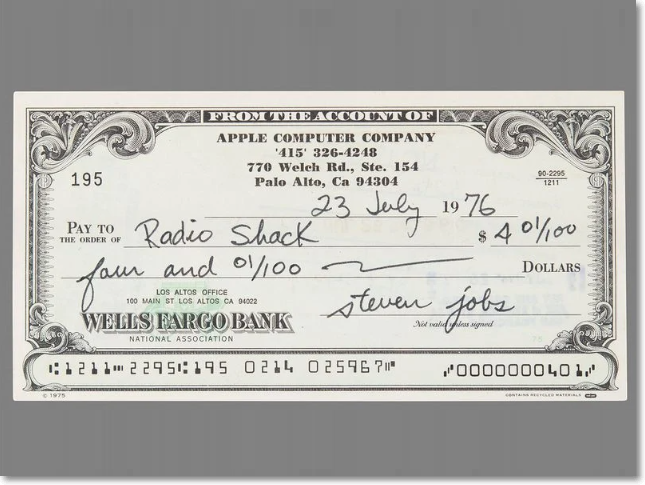 FROM THE ACCOUNT OF
APPLE COMPUTER COMPANY
'415' 326-4248
770 Welch Rd., Ste. 154
Palo Alto, Ca 94304
195
90-2295
1211
23 July 1976
PAY TO
THE ORDER OF Radio Shack $ 4 01/100
four and 01/100 DOLLARS
LOS ALTOS OFFICE
100 MAIN ST LOS ALTOS CA 94022
WELLS FARGO BANK
NATIONAL ASSOCIATION
steven jobs
Not valid unless signed
⑆1211⑉2295⑆195 0214 025967⑈ ⑇0000000401⑇
© 1975
CONTAINS RECYCLED MATERIALS